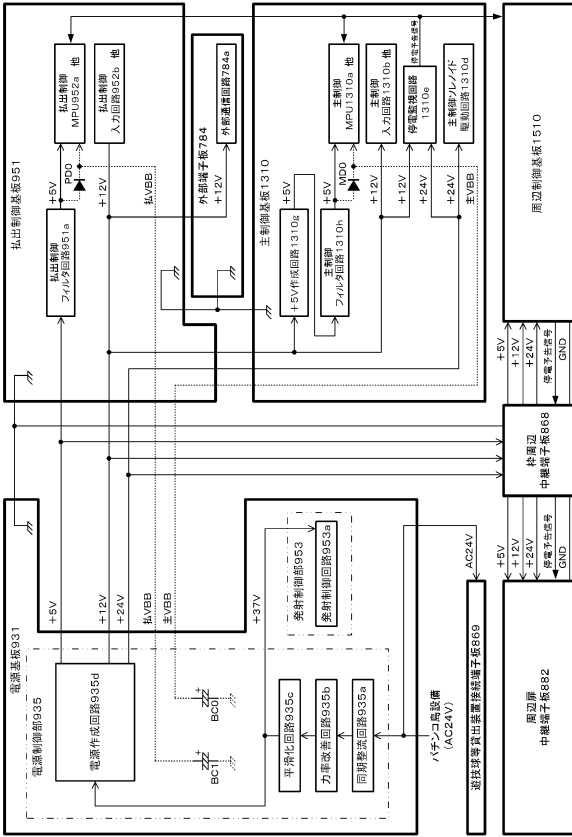 電源基板931
電源制御部935
電源作成回路935d
平滑化回路935c
力率改善回路935b
同期整流回路935a
BC0
BC1
+
+
発射制御部953
発射制御回路953a
+5V
+12V
+24V
払VBB
主VBB
+37V
パチンコ島設備
(AC24V)
AC24V
遊技球等貸出装置接続端子板869
払出制御基板951
払出制御
フィルタ回路951a
+5V
PD0
+12V
払VBB
払出制御
MPU952a 他
払出制御
入力回路952b 他
外部端子板784
外部通信回路784a
+12V
主制御基板1310
+5V作成回路1310g
+5V
主制御
フィルタ回路1310h
+5V
MD0
+12V
+12V
+24V
+24V
主VBB
主制御
MPU1310a 他
主制御
入力回路1310b 他
停電監視回路
1310e
停電予告信号
主制御ソレノイド
駆動回路1310d
周辺制御基板1510
+5V
+12V
+24V
停電予告信号
GND
枠周辺
中継端子板868
+5V
+12V
+24V
停電予告信号
GND
周辺扉
中継端子板882